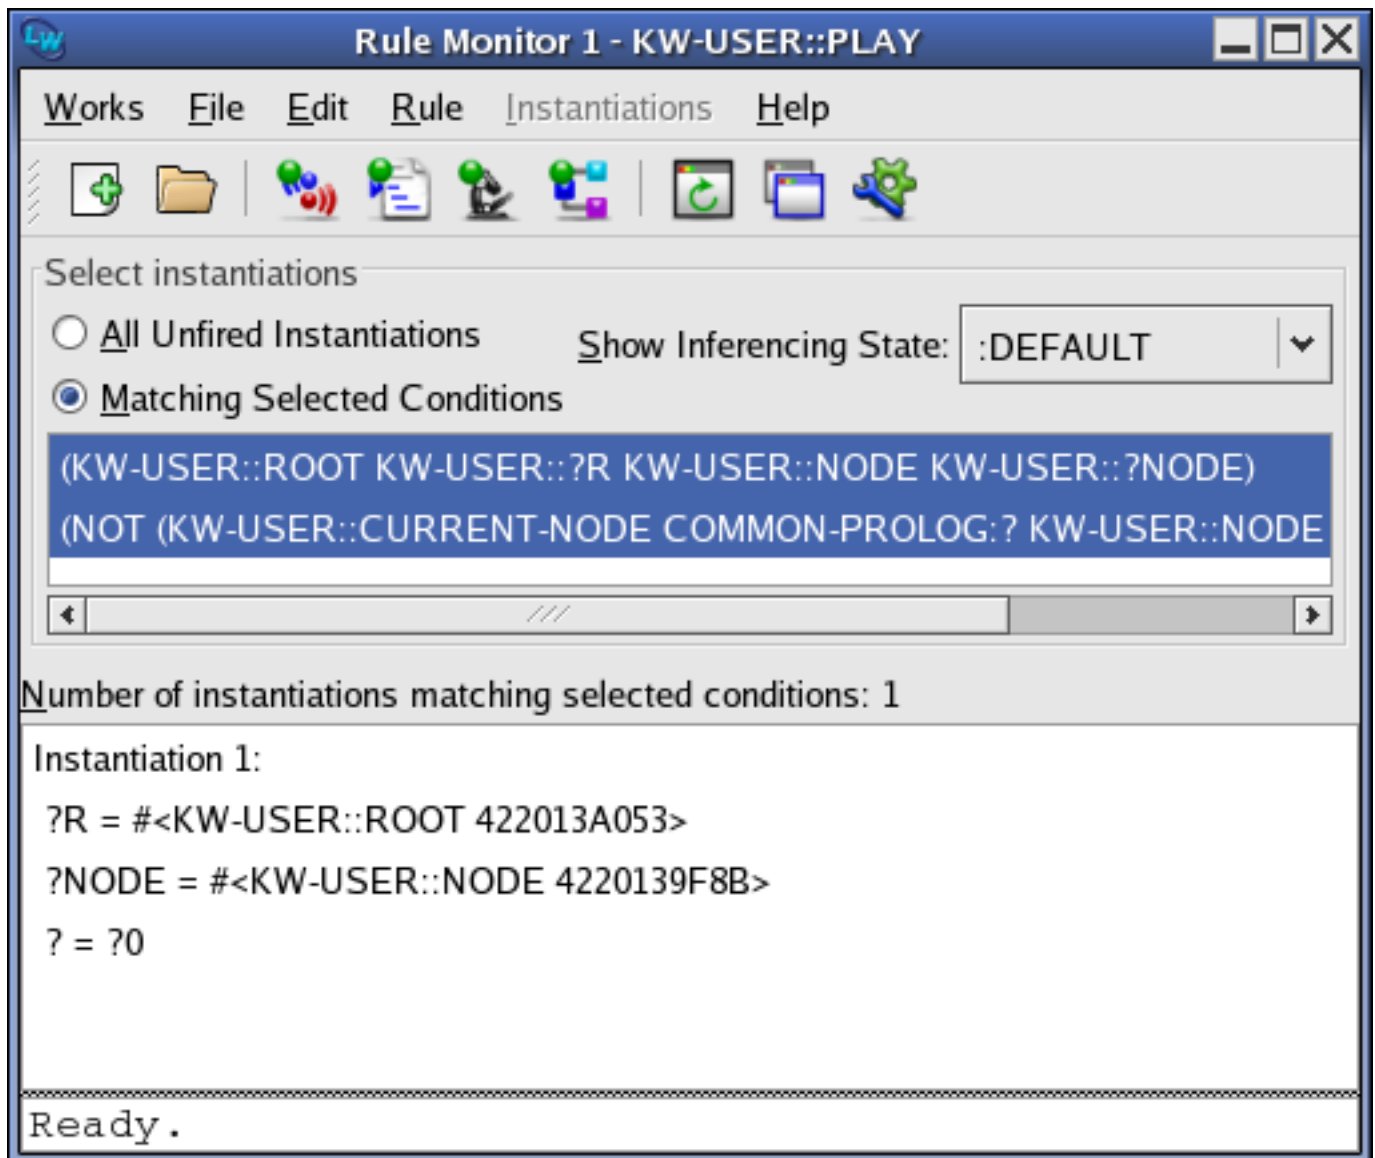 LW
Rule Monitor 1 - KW-USER::PLAY
Works File Edit Rule Instantiations Help
Select instantiations
All Unfired Instantiations
Show Inferencing State: :DEFAULT
Matching Selected Conditions
(KW-USER::ROOT KW-USER::?R KW-USER::NODE KW-USER::?NODE)
(NOT (KW-USER::CURRENT-NODE COMMON-PROLOG:? KW-USER::NODE
Number of instantiations matching selected conditions: 1
Instantiation 1:
?R = #<KW-USER::ROOT 422013A053>
?NODE = #<KW-USER::NODE 4220139F8B>
? = ?0
Ready.